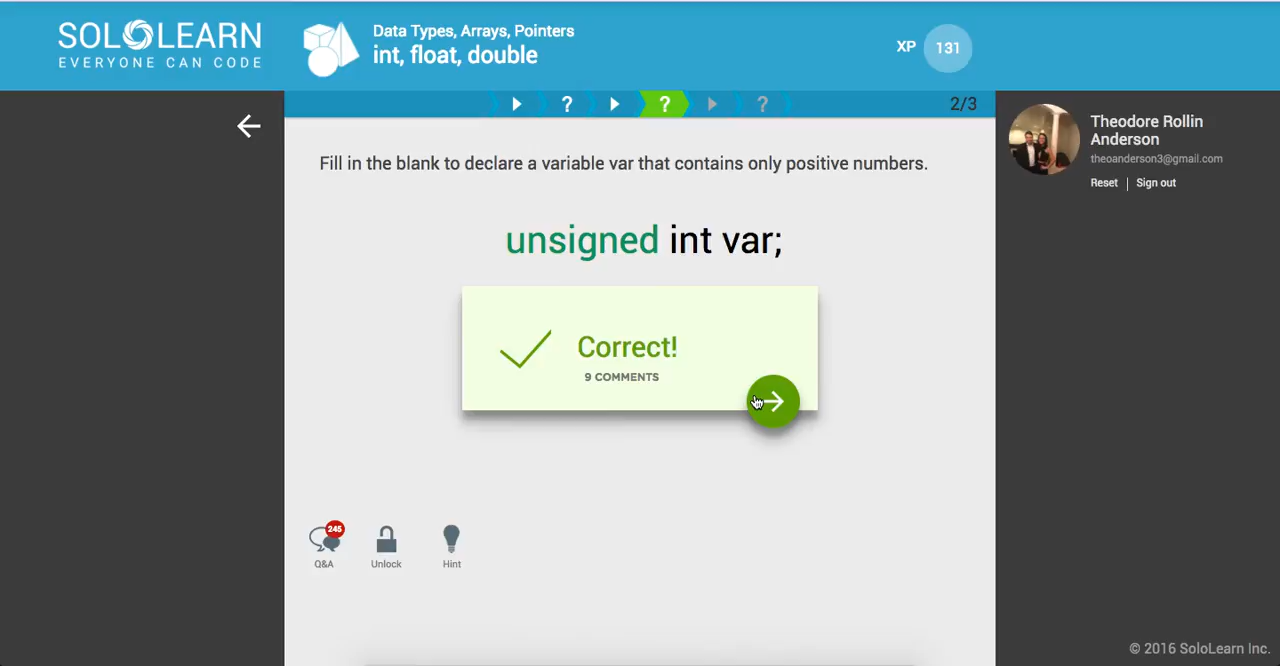 SOLOLEARN
EVERYONE CAN CODE
Data Types, Arrays, Pointers
int, float, double
XP 131
? ? ? 2/3
Theodore Rollin
Anderson
theoanderson3@gmail.com
Reset | Sign out
Fill in the blank to declare a variable var that contains only positive numbers.
unsigned int var;
Correct!
9 COMMENTS
245
Q&A Unlock Hint
© 2016 SoloLearn Inc.